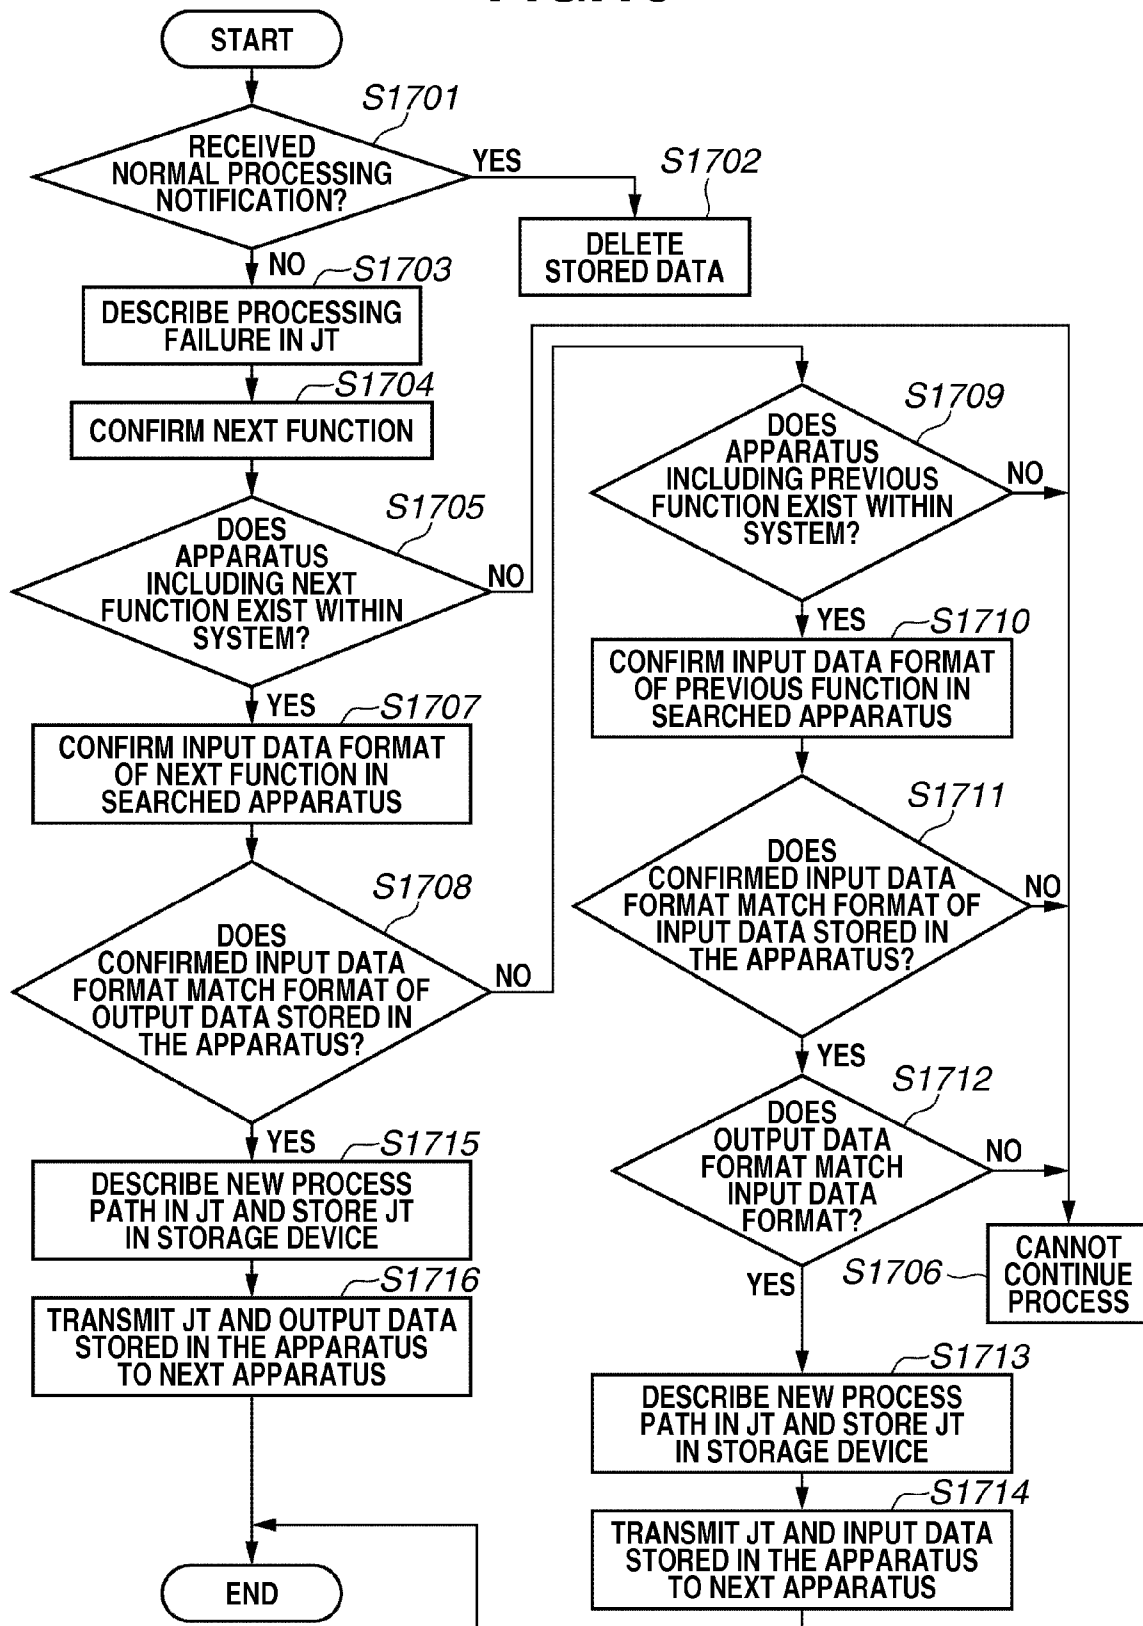 START
S1701
RECEIVED
NORMAL PROCESSING
NOTIFICATION?
YES
S1702
DELETE
STORED DATA
NO
S1703
DESCRIBE PROCESSING
FAILURE IN JT
S1704
CONFIRM NEXT FUNCTION
S1705
DOES
APPARATUS
INCLUDING NEXT
FUNCTION EXIST WITHIN
SYSTEM?
NO
YES
S1707
CONFIRM INPUT DATA FORMAT
OF NEXT FUNCTION IN
SEARCHED APPARATUS
S1708
DOES
CONFIRMED INPUT DATA
FORMAT MATCH FORMAT OF
OUTPUT DATA STORED IN
THE APPARATUS?
NO
YES
S1715
DESCRIBE NEW PROCESS
PATH IN JT AND STORE JT
IN STORAGE DEVICE
S1716
TRANSMIT JT AND OUTPUT DATA
STORED IN THE APPARATUS
TO NEXT APPARATUS
END
S1709
DOES
APPARATUS
INCLUDING PREVIOUS
FUNCTION EXIST WITHIN
SYSTEM?
NO
YES
S1710
CONFIRM INPUT DATA FORMAT
OF PREVIOUS FUNCTION IN
SEARCHED APPARATUS
S1711
DOES
CONFIRMED INPUT DATA
FORMAT MATCH FORMAT OF
INPUT DATA STORED IN
THE APPARATUS?
NO
YES
S1712
DOES
OUTPUT DATA
FORMAT MATCH
INPUT DATA
FORMAT?
NO
YES
S1706
CANNOT
CONTINUE
PROCESS
S1713
DESCRIBE NEW PROCESS
PATH IN JT AND STORE JT
IN STORAGE DEVICE
S1714
TRANSMIT JT AND INPUT DATA
STORED IN THE APPARATUS
TO NEXT APPARATUS